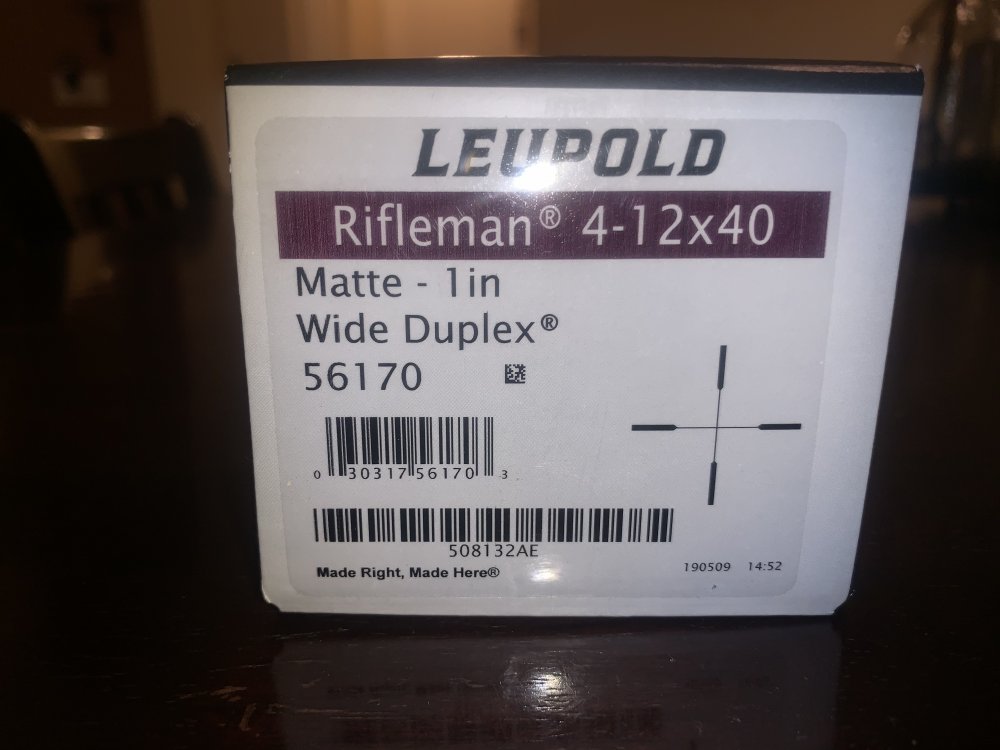 LEUPOLD
Rifleman® 4-12x40
Matte - 1in
Wide Duplex®
56170
0 30317 56170 3
508132AE
Made Right, Made Here®
190509 14:52